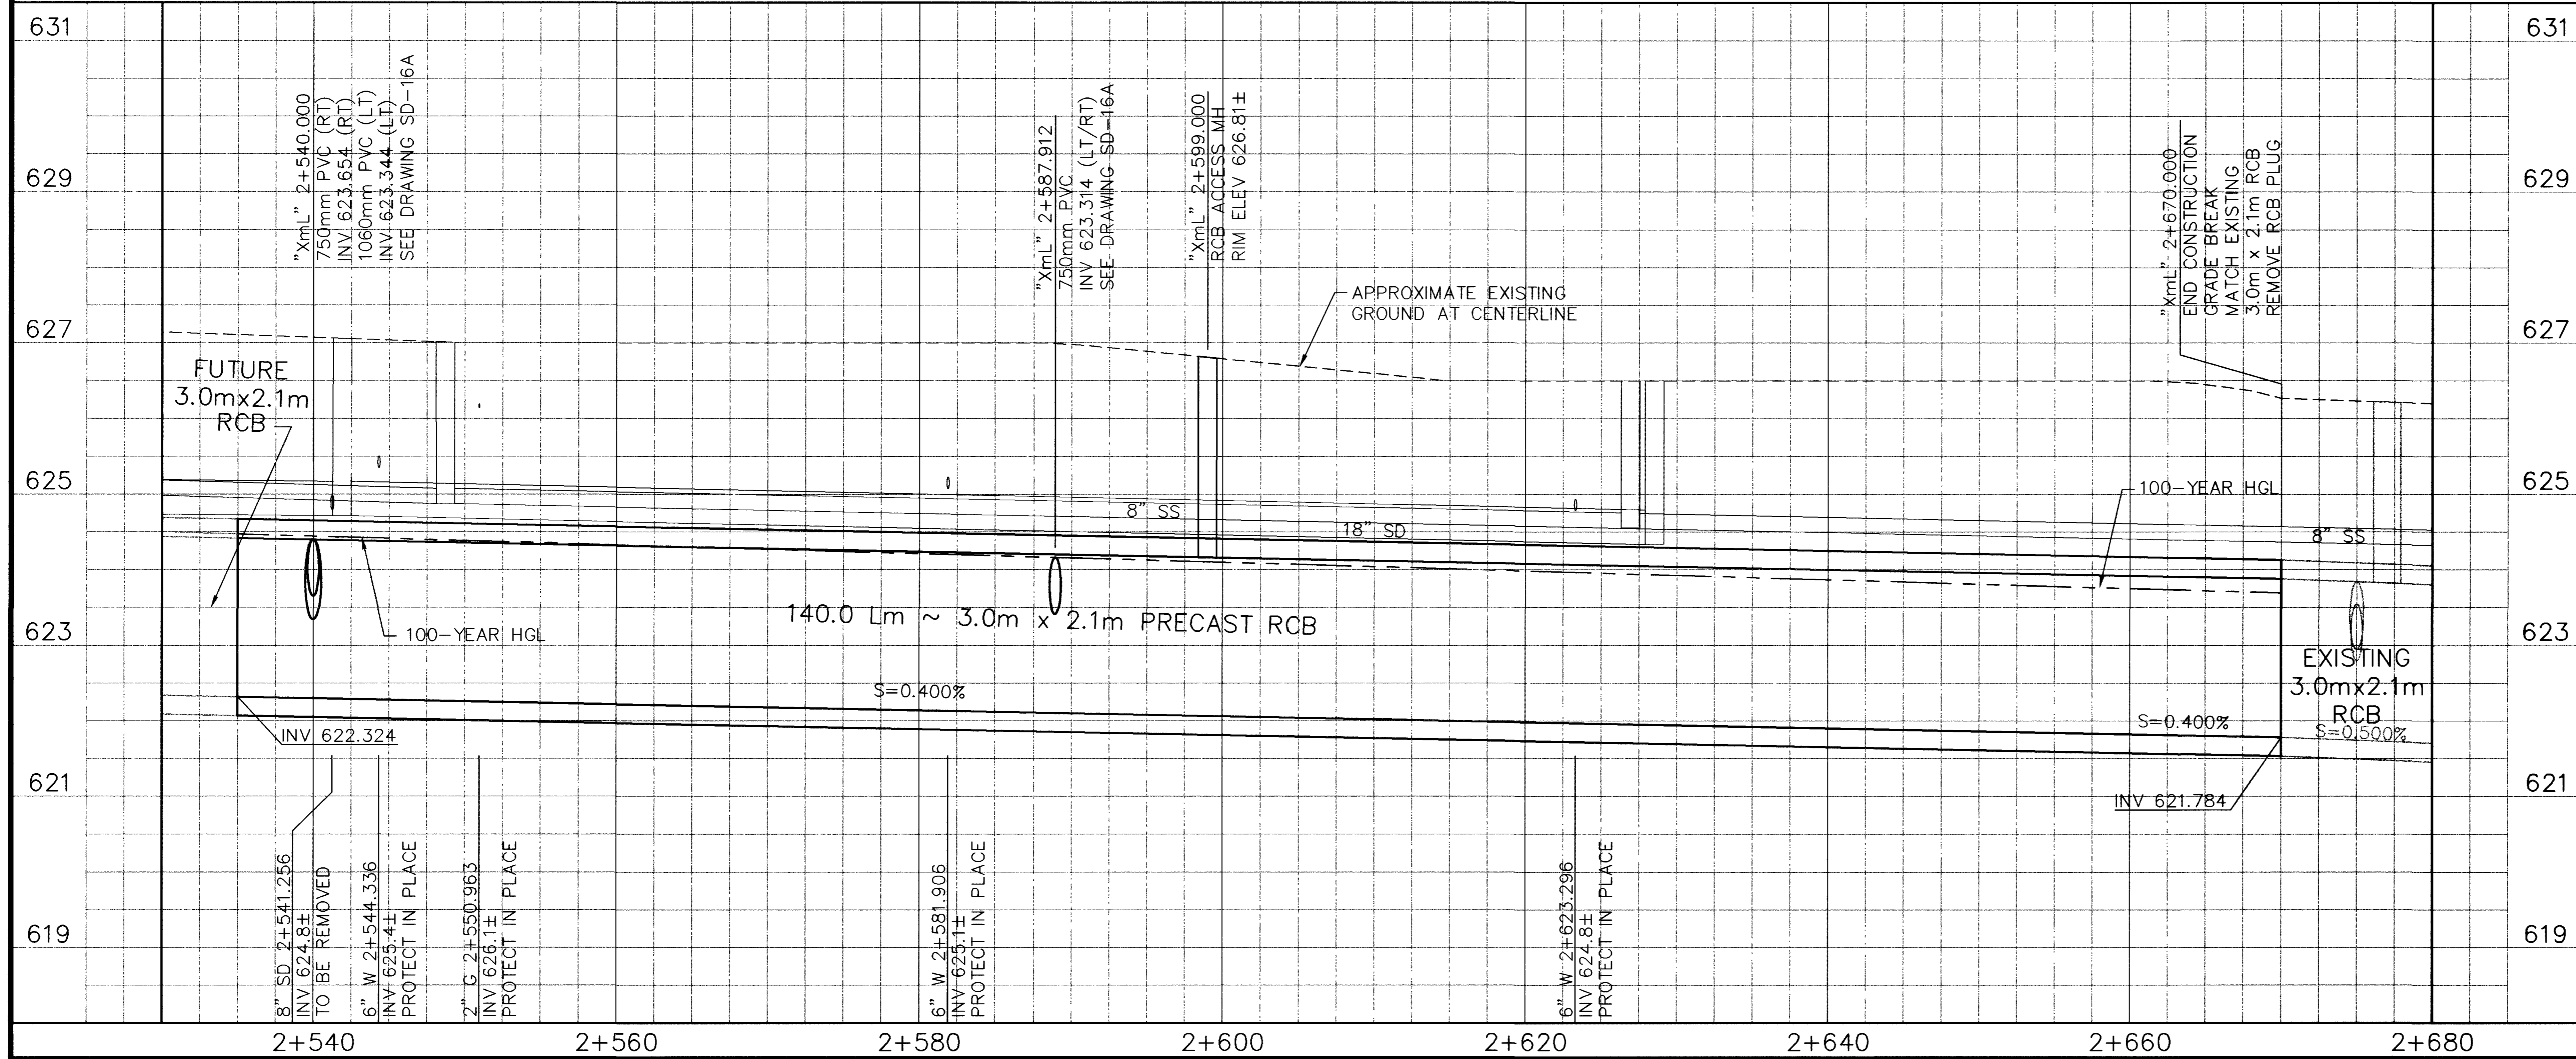 631
631
629
629
627
627
625
625
623
623
621
621
619
619
"XmL" 2+540.000
750mm PVC (RT)
INV 623.654 (RT)
1060mm PVC (LT)
INV 623.344 (LT)
SEE DRAWING SD-16A
"XmL" 2+587.912
750mm PVC
INV 623.314 (LT/RT)
SEE DRAWING SD-16A
"XmL" 2+599.000
RCB ACCESS MH
RIM ELEV 626.81±
"XmL" 2+670.000
END CONSTRUCTION
GRADE BREAK
MATCH EXISTING
3.0m x 2.1m RCB
REMOVE RCB PLUG
APPROXIMATE EXISTING
GROUND AT CENTERLINE
FUTURE
3.0mx2.1m
RCB
8" SS
18" SD
100-YEAR HGL
8" SS
100-YEAR HGL
140.0 Lm ~ 3.0m x 2.1m PRECAST RCB
EXISTING
3.0mx2.1m
RCB
S=0.500%
S=0.400%
S=0.400%
INV 622.324
INV 621.784
8" SD 2+541.256
INV 624.8±
TO BE REMOVED
6" W 2+544.336
INV 625.4±
PROTECT IN PLACE
2" G 2+550.963
INV 626.1±
PROTECT IN PLACE
6" W 2+581.906
INV 625.1±
PROTECT IN PLACE
6" W 2+623.296
INV 624.8±
PROTECT IN PLACE
2+540
2+560
2+580
2+600
2+620
2+640
2+660
2+680